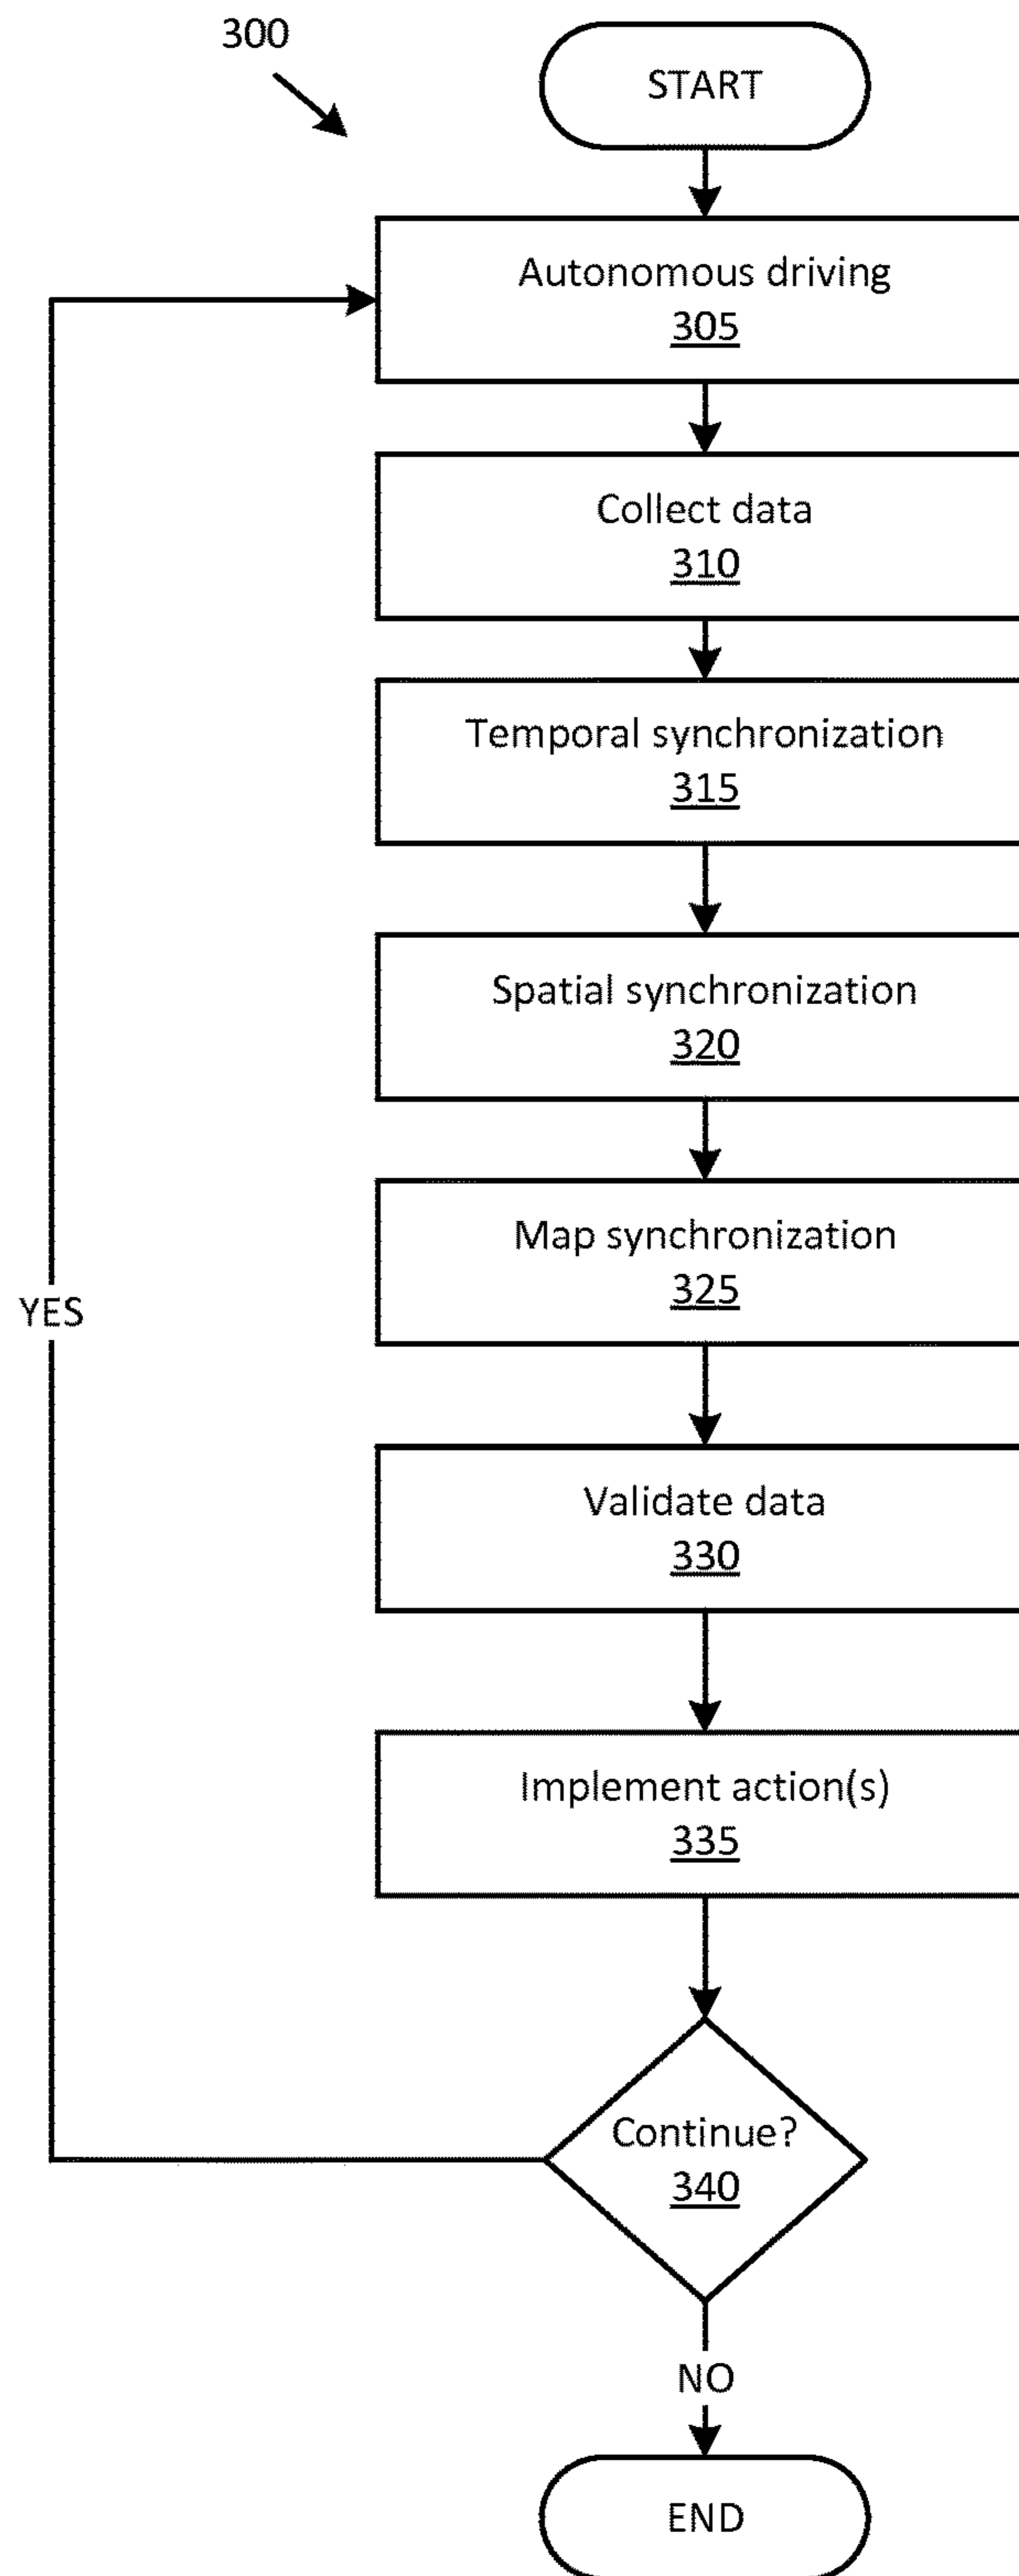 300
START
Autonomous driving
305
Collect data
310
Temporal synchronization
315
Spatial synchronization
320
Map synchronization
325
YES
Validate data
330
Implement action(s)
335
Continue?
340
NO
END